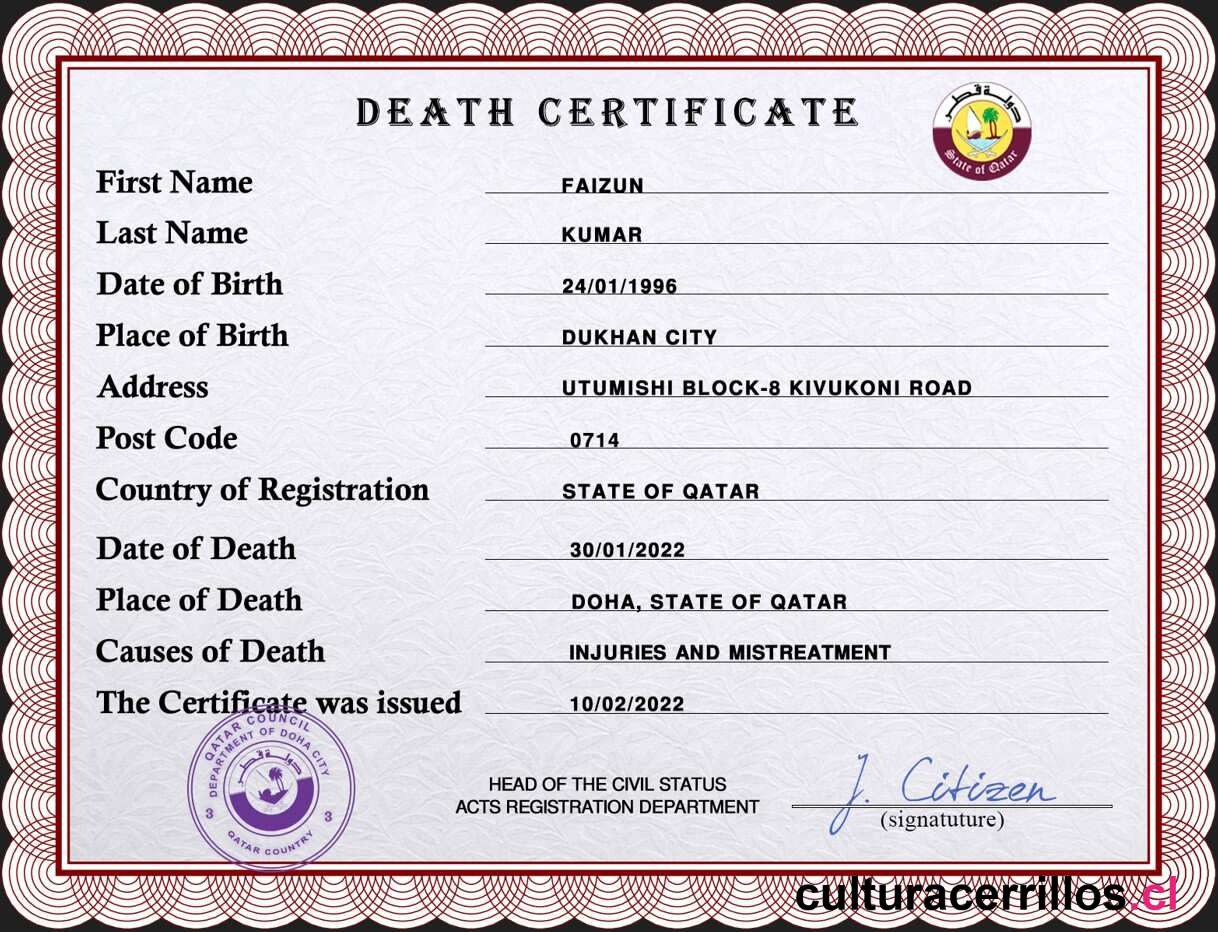 DEATH CERTIFICATE
دولة قطر
State of Qatar
First Name FAIZUN
Last Name KUMAR
Date of Birth 24/01/1996
Place of Birth DUKHAN CITY
Address UTUMISHI BLOCK-8 KIVUKONI ROAD
Post Code 0714
Country of Registration STATE OF QATAR
Date of Death 30/01/2022
Place of Death DOHA, STATE OF QATAR
Causes of Death INJURIES AND MISTREATMENT
The Certificate was issued 10/02/2022
QATAR COUNCIL
DEPARTMENT OF DOHA CITY
دولة قطر
3 3
QATAR COUNTRY
HEAD OF THE CIVIL STATUS
ACTS REGISTRATION DEPARTMENT
J. Citizen
(signatuture)
culturacerrillos.cl